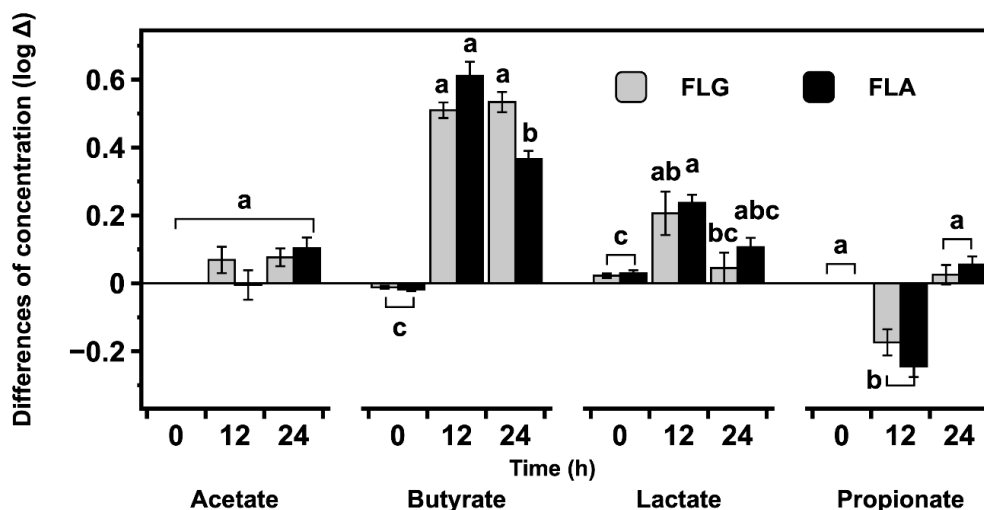 Differences of concentration (log Δ)
0.6
0.4
0.2
0
−0.2
FLG
FLA
a
a
a
a
b
c
c
ab
a
bc
abc
a
b
a
0 12 24
0 12 24
0 12 24
0 12 24
Time (h)
Acetate
Butyrate
Lactate
Propionate